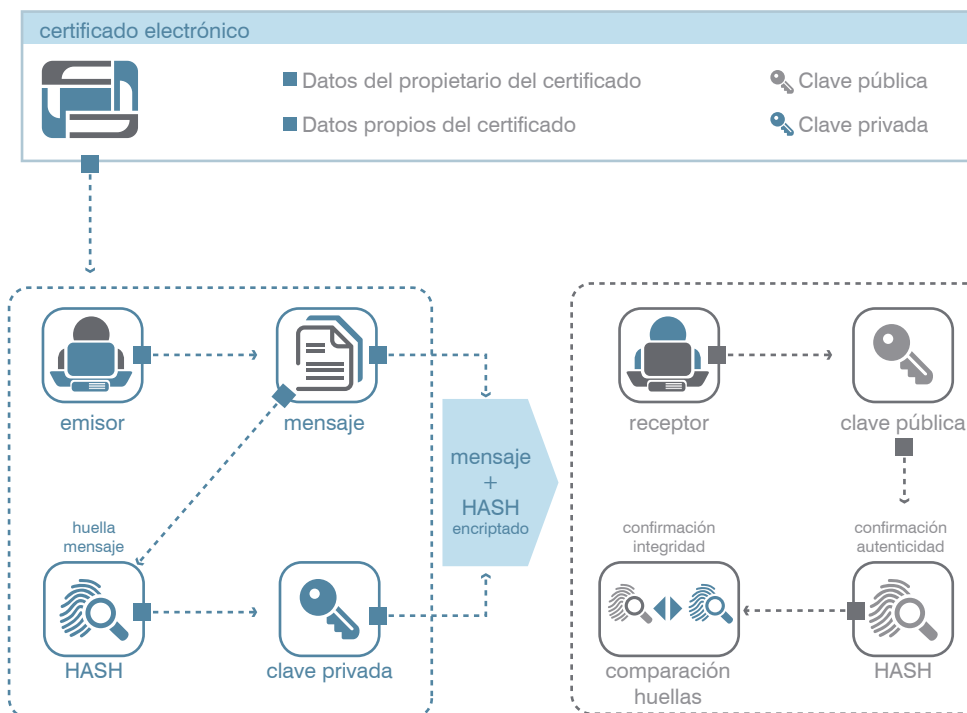 certificado electrónico
Datos del propietario del certificado
Clave pública
Datos propios del certificado
Clave privada
emisor
mensaje
huella
mensaje
HASH
clave privada
mensaje
+
HASH
encriptado
receptor
clave pública
confirmación
autenticidad
HASH
confirmación
integridad
comparación
huellas